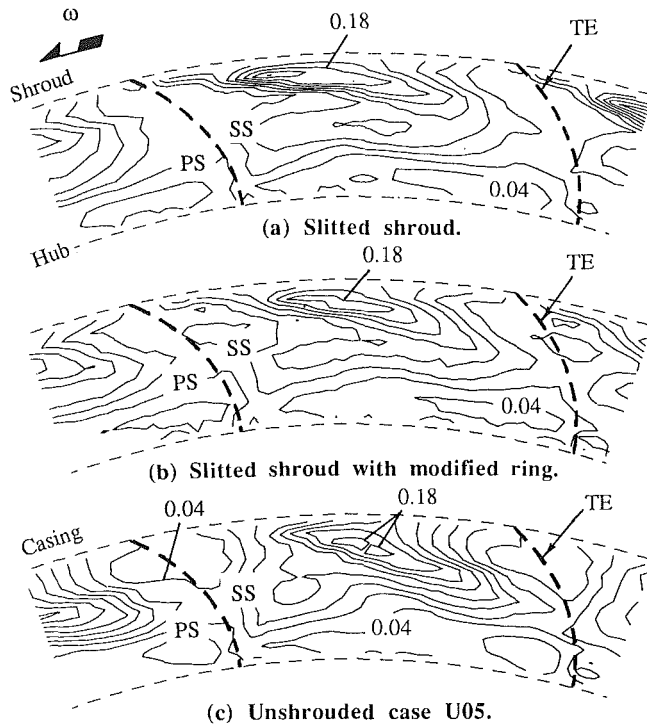 ω
0.18
TE
Shroud
SS
PS
0.04
(a) Slitted shroud.
Hub
0.18
TE
SS
PS
0.04
(b) Slitted shroud with modified ring.
0.04
0.18
TE
Casing
SS
PS
0.04
(c) Unshrouded case U05.